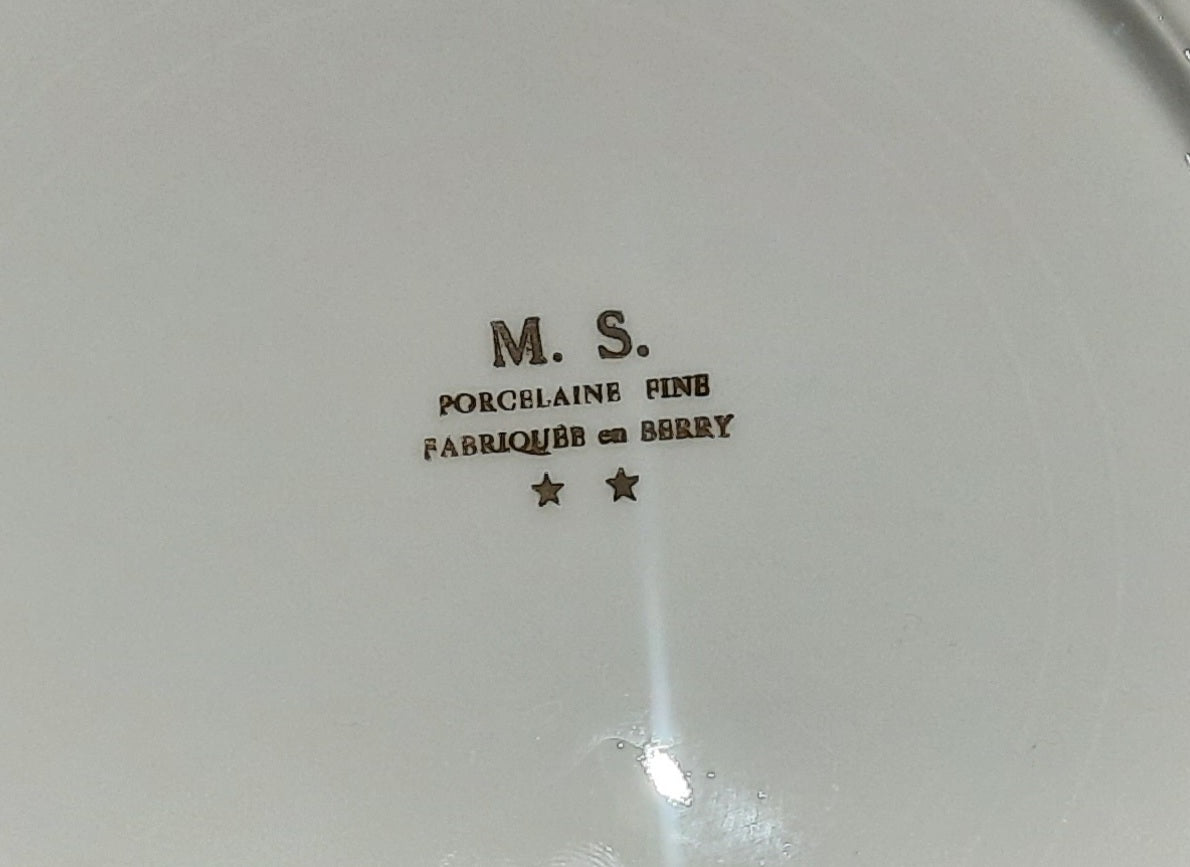 M. S.
PORCELAINE FINE
FABRIQUÉE en BERRY
★ ★